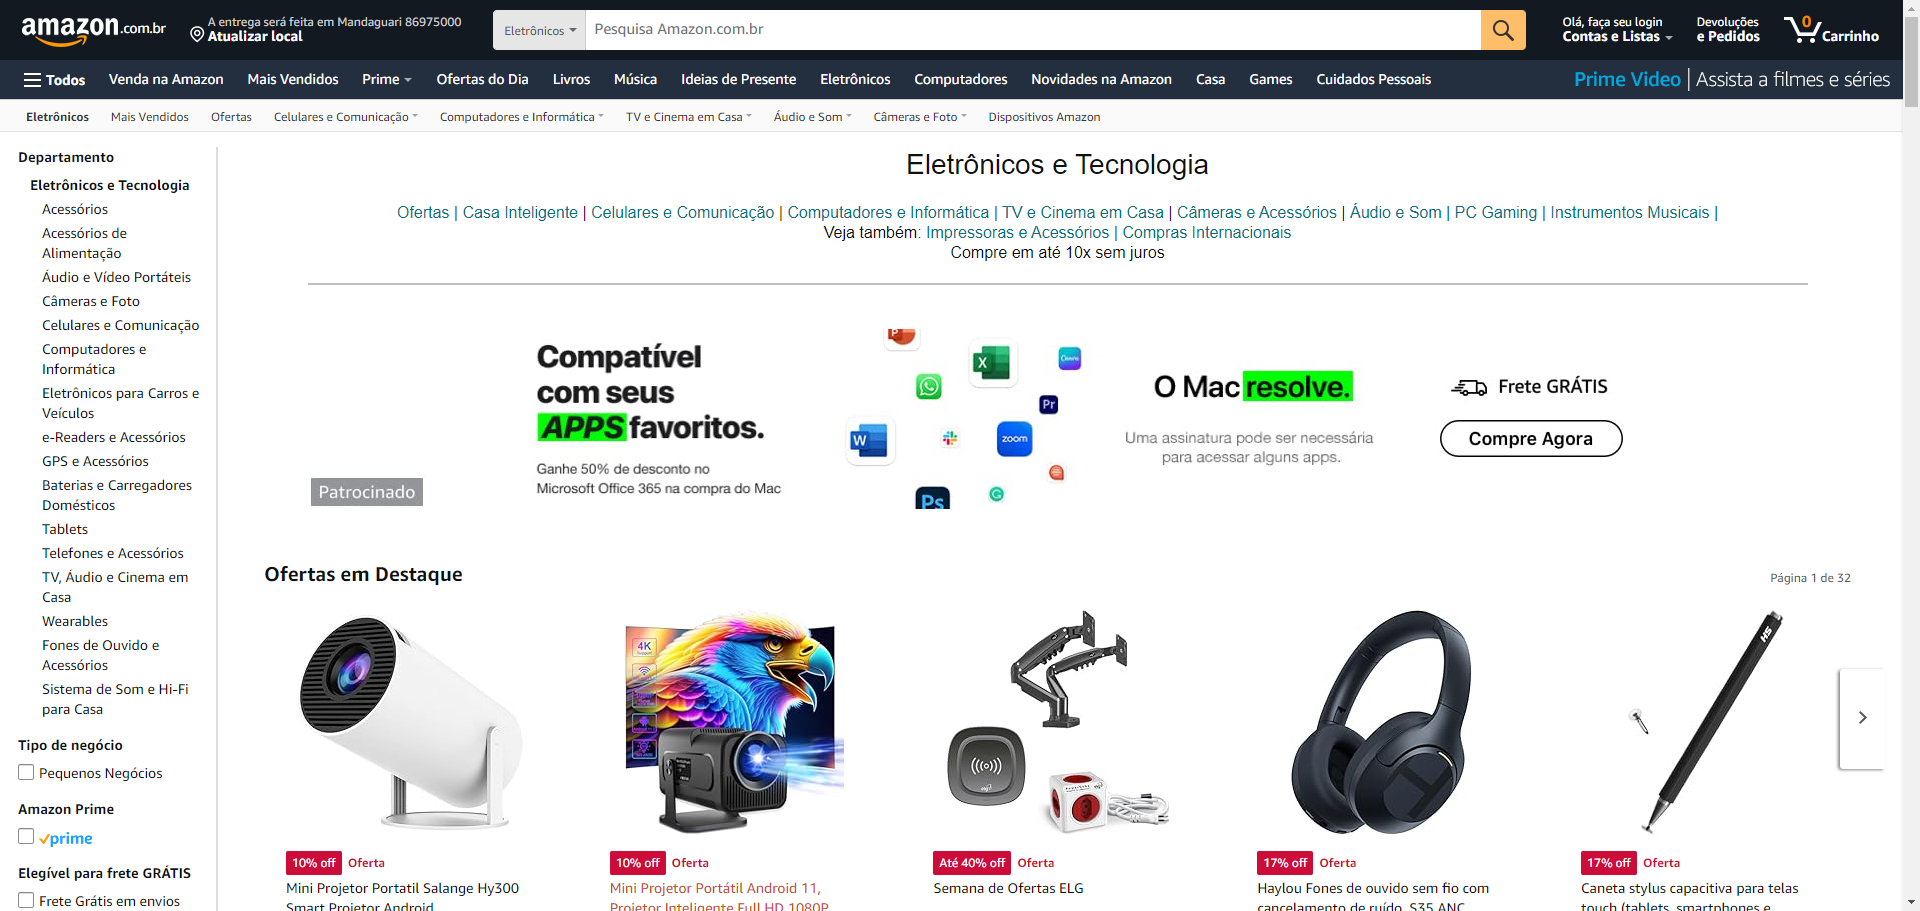 amazon.com.br
A entrega será feita em Mandaguari 86975000
Atualizar local
Eletrônicos
Pesquisa Amazon.com.br
Olá, faça seu login
Contas e Listas
Devoluções
e Pedidos
0
Carrinho
Todos
Venda na Amazon
Mais Vendidos
Prime
Ofertas do Dia
Livros
Música
Ideias de Presente
Eletrônicos
Computadores
Novidades na Amazon
Casa
Games
Cuidados Pessoais
Prime Video | Assista a filmes e séries
Eletrônicos
Mais Vendidos
Ofertas
Celulares e Comunicação
Computadores e Informática
TV e Cinema em Casa
Áudio e Som
Câmeras e Foto
Dispositivos Amazon
Departamento
Eletrônicos e Tecnologia
Acessórios
Acessórios de
Alimentação
Áudio e Vídeo Portáteis
Câmeras e Foto
Celulares e Comunicação
Computadores e
Informática
Eletrônicos para Carros e
Veículos
e-Readers e Acessórios
GPS e Acessórios
Baterias e Carregadores
Domésticos
Tablets
Telefones e Acessórios
TV, Áudio e Cinema em
Casa
Wearables
Fones de Ouvido e
Acessórios
Sistema de Som e Hi-Fi
para Casa
Tipo de negócio
Pequenos Negócios
Amazon Prime
prime
Elegível para frete GRÁTIS
Frete Grátis em envios
Eletrônicos e Tecnologia
Ofertas | Casa Inteligente | Celulares e Comunicação | Computadores e Informática | TV e Cinema em Casa | Câmeras e Acessórios | Áudio e Som | PC Gaming | Instrumentos Musicais |
Veja também: Impressoras e Acessórios | Compras Internacionais
Compre em até 10x sem juros
Compatível
com seus
APPS favoritos.
Ganhe 50% de desconto no
Microsoft Office 365 na compra do Mac
Patrocinado
P
X
Canva
Pr
W
zoom
Ps
O Mac resolve.
Uma assinatura pode ser necessária
para acessar alguns apps.
Frete GRÁTIS
Compre Agora
Ofertas em Destaque
Página 1 de 32
4K
HS
10% off
Oferta
Mini Projetor Portatil Salange Hy300
Smart Projetor Android
10% off
Oferta
Mini Projetor Portátil Android 11,
Projetor Inteligente Full HD 1080P
Até 40% off
Oferta
Semana de Ofertas ELG
17% off
Oferta
Haylou Fones de ouvido sem fio com
cancelamento de ruído, S35 ANC
17% off
Oferta
Caneta stylus capacitiva para telas
touch (tablets, smartphones e